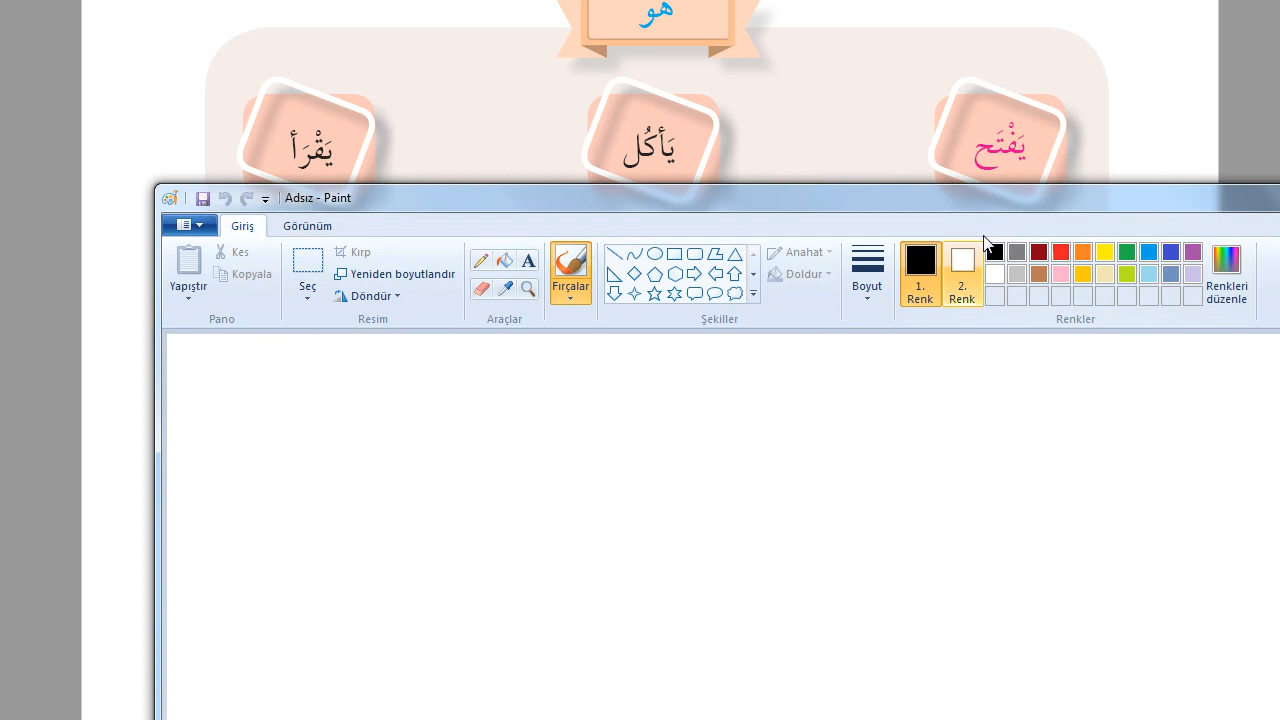 هو
يَفْتَح يَأكُل يَقْرَأ
Adsız - Paint
Giriş Görünüm
Yapıştır
Kes
Kopyala
Pano
Seç
Kırp
Yeniden boyutlandır
Döndür
Resim
A
Araçlar
Fırçalar
Anahat
Doldur
Şekiller
Boyut
1. Renk
2. Renk
Renkleri düzenle
Renkler